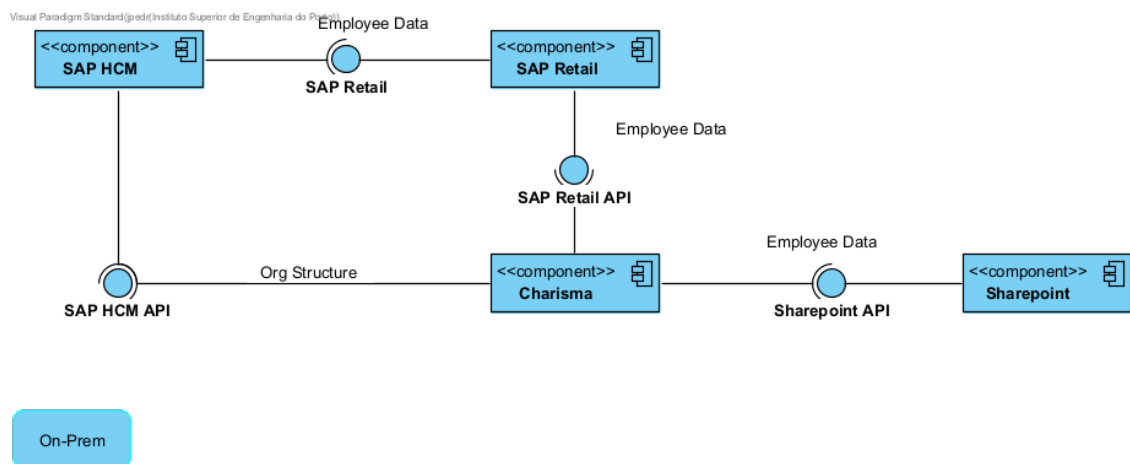 Visual Paradigm Standard(jpedr(Instituto Superior de Engenharia do Porto))
Employee Data
<<component>>
SAP HCM
SAP Retail
<<component>>
SAP Retail
Employee Data
SAP Retail API
Employee Data
Org Structure
<<component>>
Charisma
<<component>>
Sharepoint
SAP HCM API
Sharepoint API
On-Prem